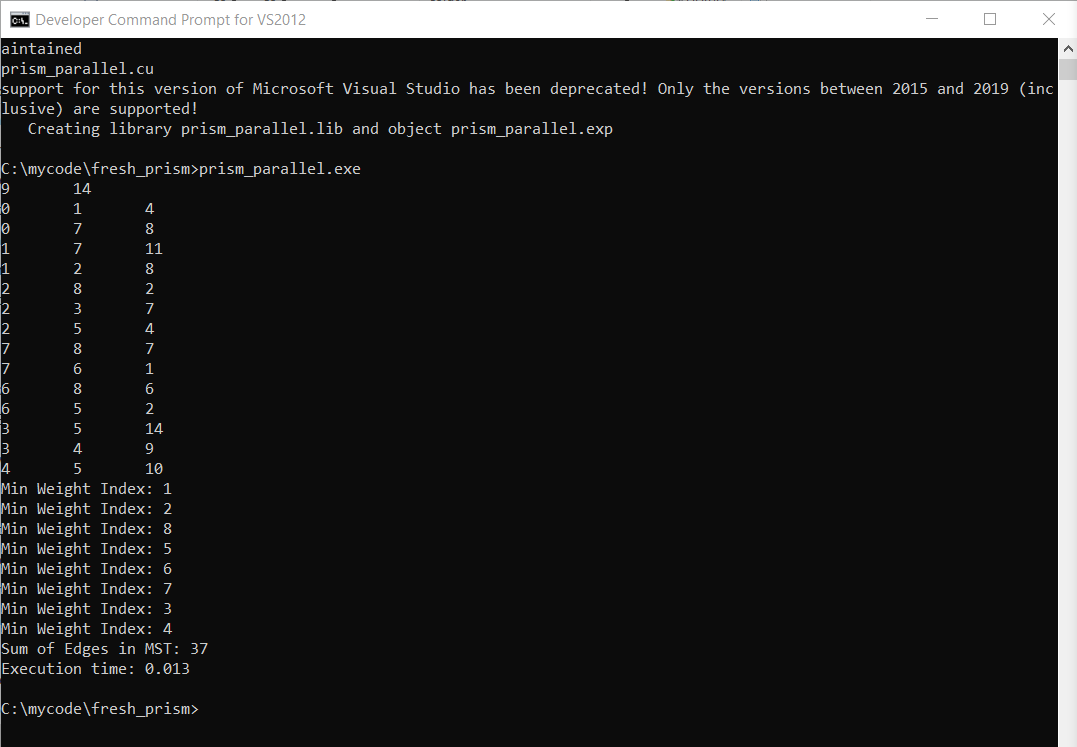 Developer Command Prompt for VS2012
aintained
prism_parallel.cu
support for this version of Microsoft Visual Studio has been deprecated! Only the versions between 2015 and 2019 (inc
lusive) are supported!
   Creating library prism_parallel.lib and object prism_parallel.exp

C:\mycode\fresh_prism>prism_parallel.exe
9       14
0       1       4
0       7       8
1       7       11
1       2       8
2       8       2
2       3       7
2       5       4
7       8       7
7       6       1
6       8       6
6       5       2
3       5       14
3       4       9
4       5       10
Min Weight Index: 1
Min Weight Index: 2
Min Weight Index: 8
Min Weight Index: 5
Min Weight Index: 6
Min Weight Index: 7
Min Weight Index: 3
Min Weight Index: 4
Sum of Edges in MST: 37
Execution time: 0.013

C:\mycode\fresh_prism>